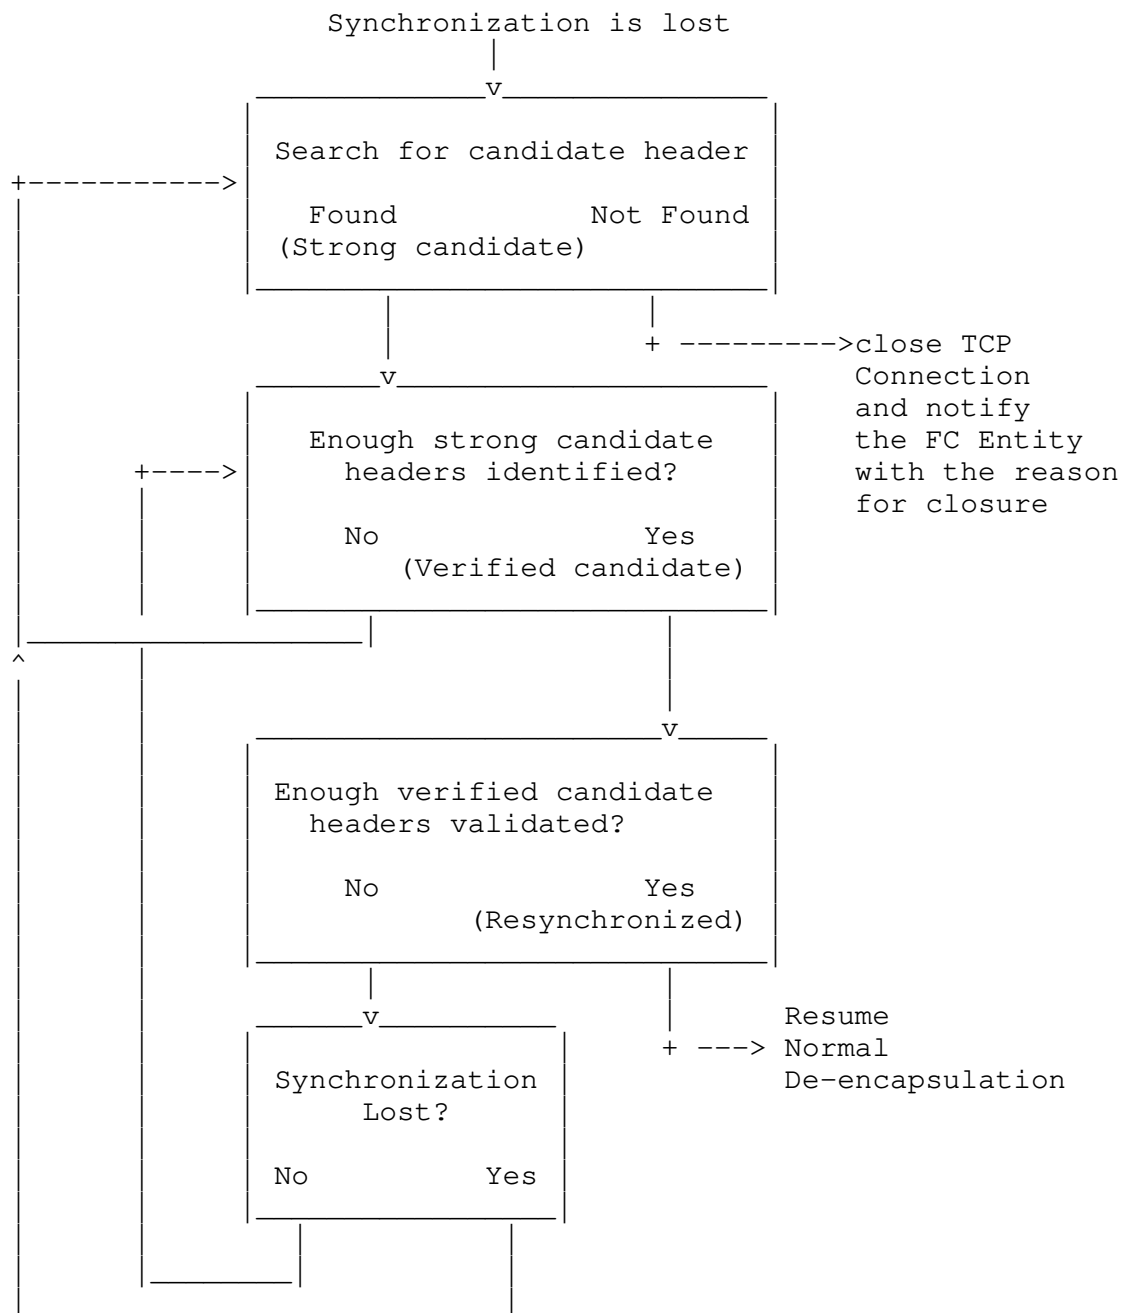 Synchronization is lost
Search for candidate header
Found Not Found
(Strong candidate)
close TCP
Connection
and notify
the FC Entity
with the reason
for closure
Enough strong candidate
headers identified?
No Yes
(Verified candidate)
Enough verified candidate
headers validated?
No Yes
(Resynchronized)
Resume
Normal
De-encapsulation
Synchronization
Lost?
No Yes